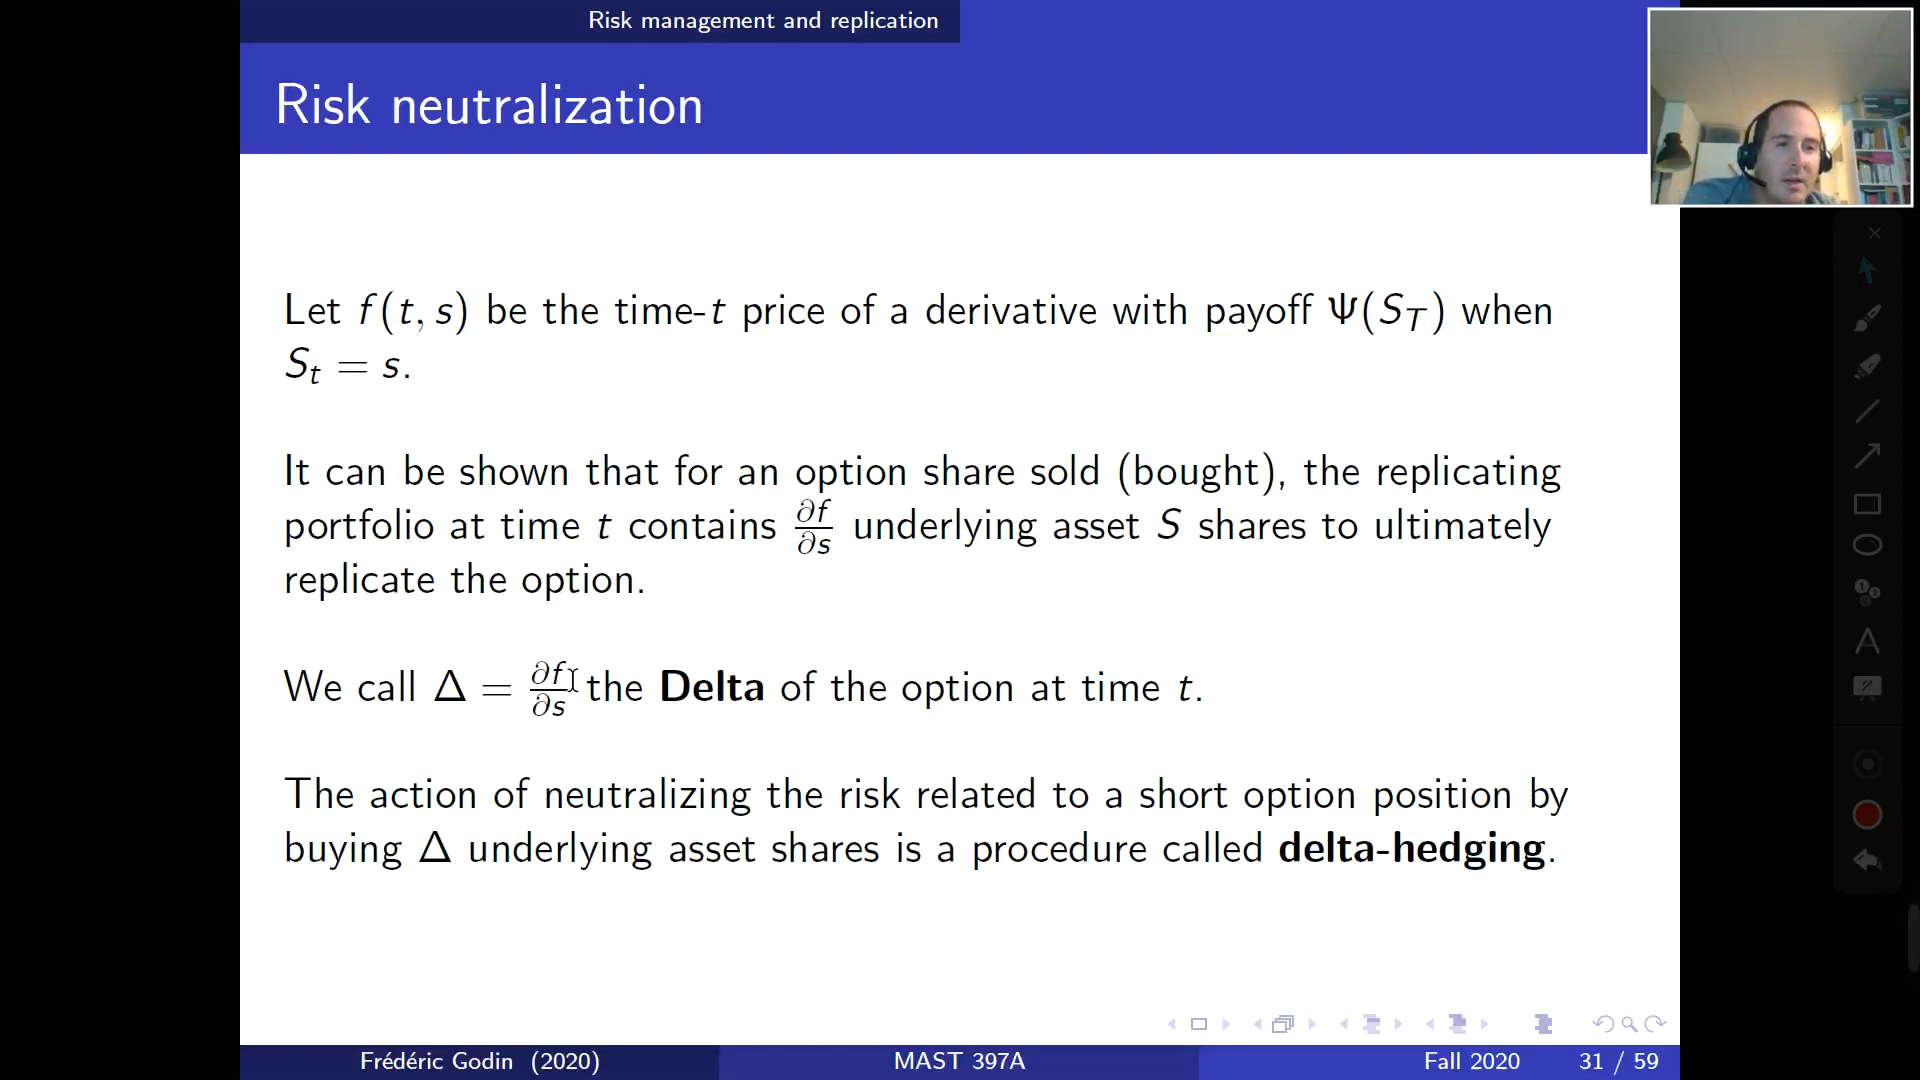 Risk management and replication
Risk neutralization
Let f(t, s) be the time-t price of a derivative with payoff Ψ(S_T) when
S_t = s.
It can be shown that for an option share sold (bought), the replicating
portfolio at time t contains ∂f/∂s underlying asset S shares to ultimately
replicate the option.
We call Δ = ∂f/∂s the Delta of the option at time t.
The action of neutralizing the risk related to a short option position by
buying Δ underlying asset shares is a procedure called delta-hedging.
Frédéric Godin (2020) MAST 397A Fall 2020 31 / 59